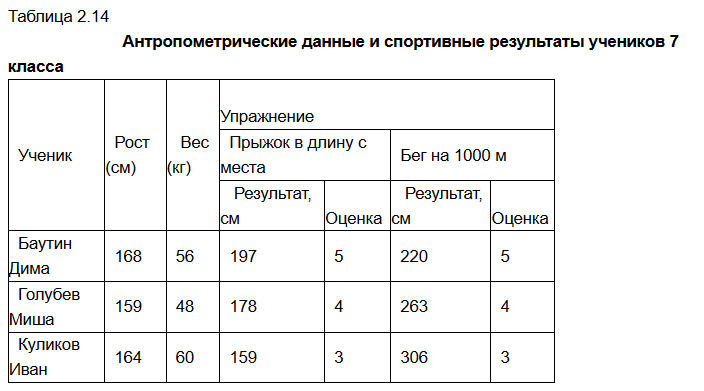 Таблица 2.14
Антропометрические данные и спортивные результаты учеников 7
класса
Упражнение
Ученик Рост (см) Вес (кг) Прыжок в длину с места Бег на 1000 м
Результат, см Оценка Результат, см Оценка
Баутин Дима 168 56 197 5 220 5
Голубев Миша 159 48 178 4 263 4
Куликов Иван 164 60 159 3 306 3